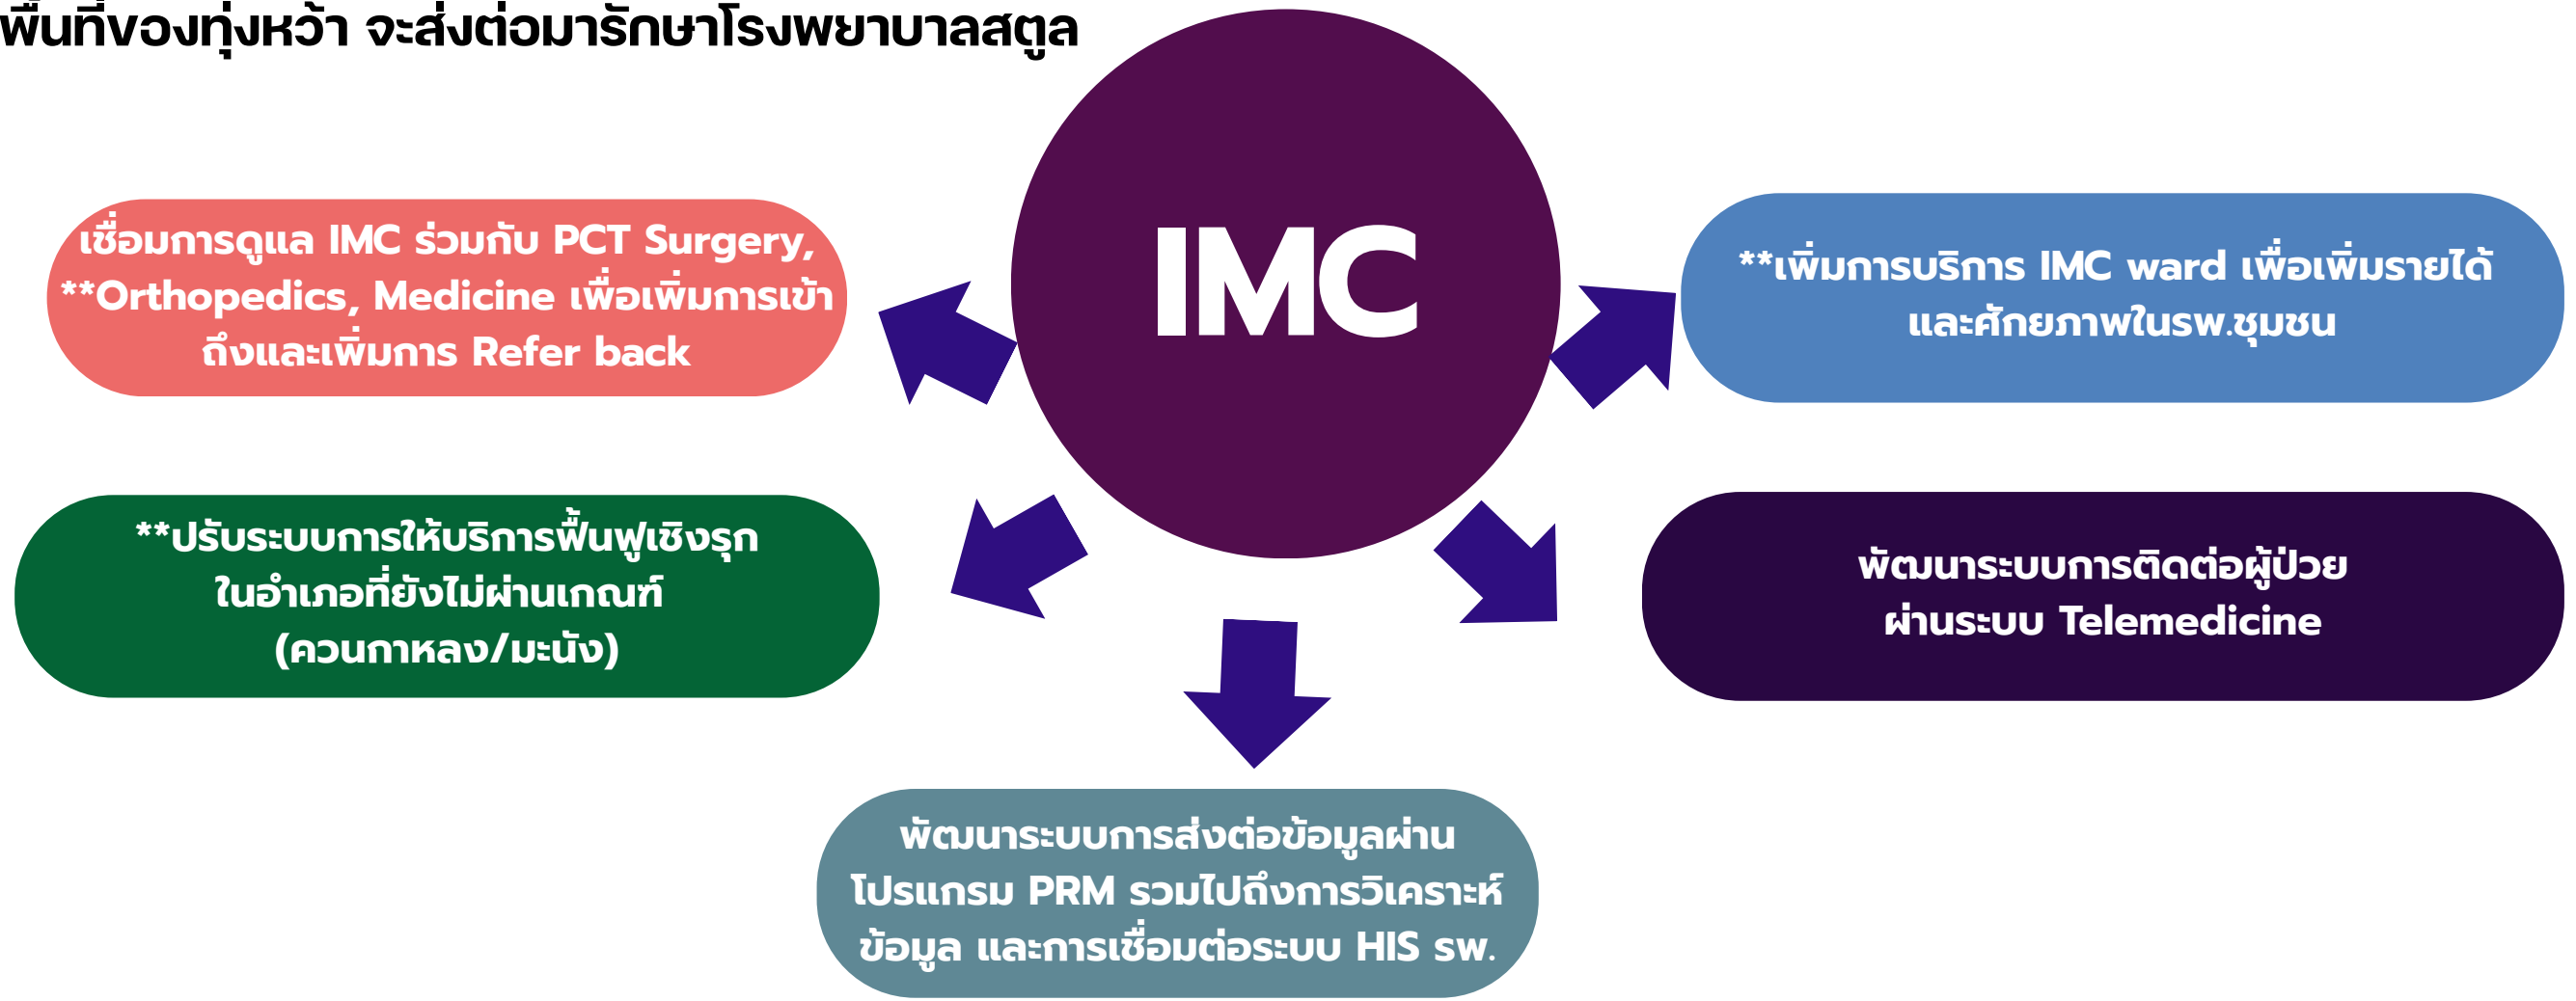 พื้นที่ของทุ่งหว้า จะส่งต่อมารักษาโรงพยาบาลสตูล
IMC
เชื่อมการดูแล IMC ร่วมกับ PCT Surgery,
**Orthopedics, Medicine เพื่อเพิ่มการเข้า
ถึงและเพิ่มการ Refer back
**เพิ่มการบริการ IMC ward เพื่อเพิ่มรายได้
และศักยภาพในรพ.ชุมชน
**ปรับระบบการให้บริการฟื้นฟูเชิงรุก
ในอำเภอที่ยังไม่ผ่านเกณฑ์
(ควนกาหลง/มะนัง)
พัฒนาระบบการติดต่อผู้ป่วย
ผ่านระบบ Telemedicine
พัฒนาระบบการส่งต่อข้อมูลผ่าน
โปรแกรม PRM รวมไปถึงการวิเคราะห์
ข้อมูล และการเชื่อมต่อระบบ HIS รพ.